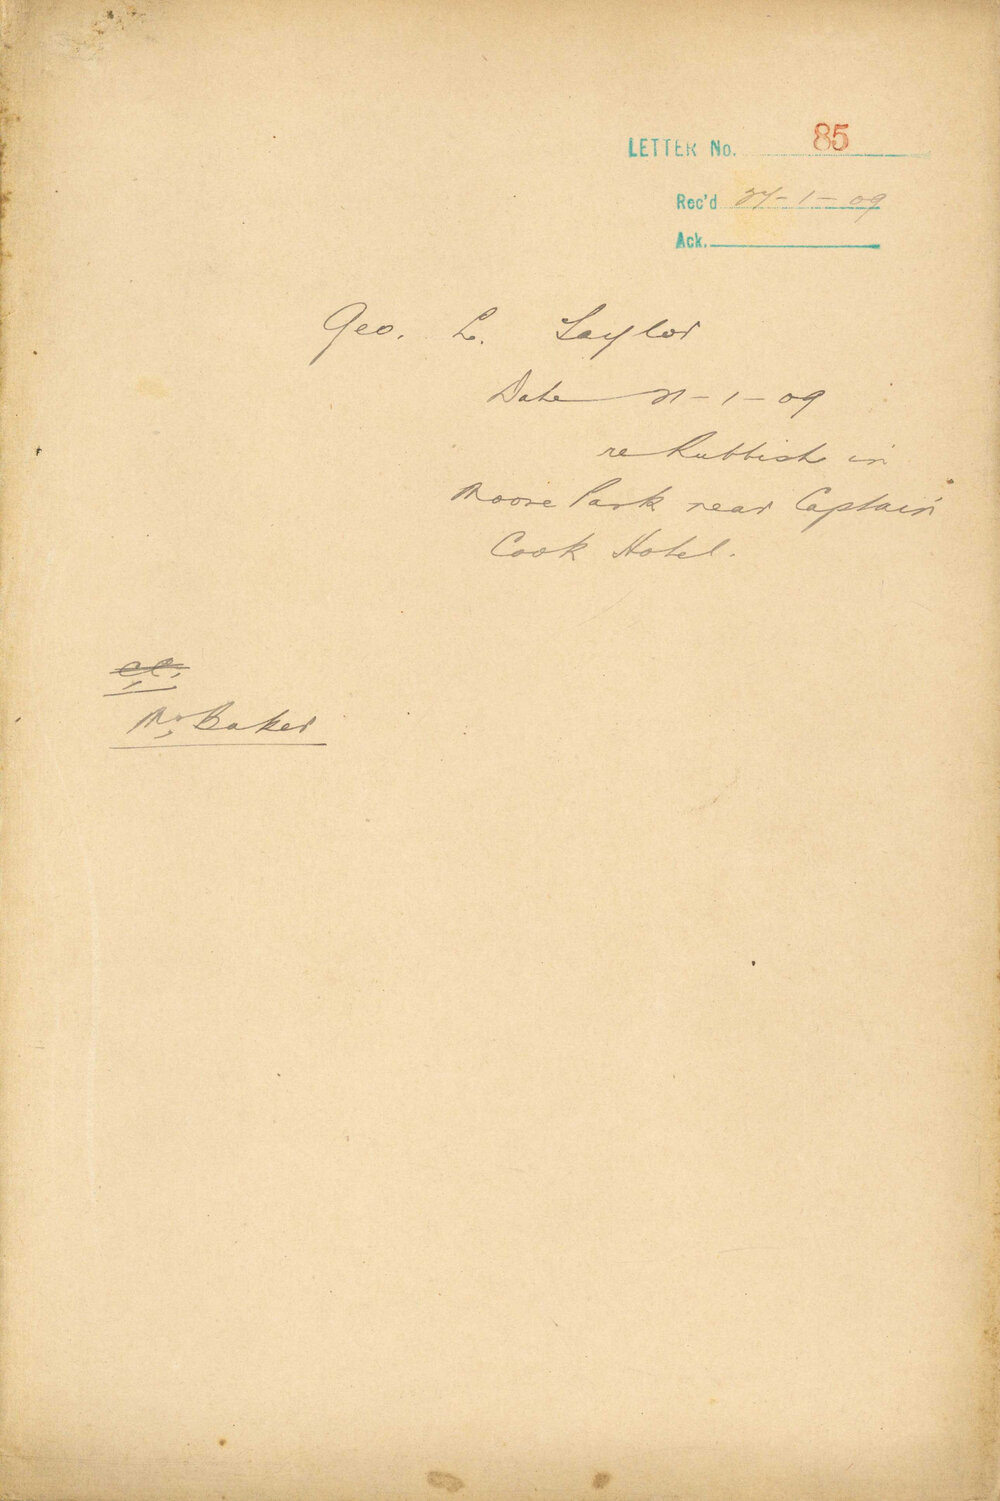 LETTER No. 85
Rec'd 27-1-09
Ack.
Geo. L. Taylor
Date 21-1-09
re Rubbish in
Moore Park near Captain
Cook Hotel.
Mr Baker